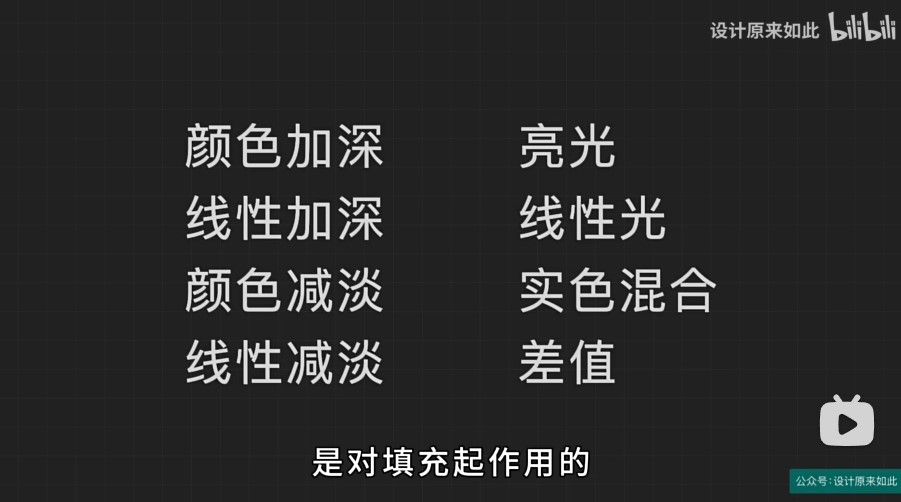 设计原来如此 bilibili
颜色加深 亮光
线性加深 线性光
颜色减淡 实色混合
线性减淡 差值
是对填充起作用的
公众号:设计原来如此